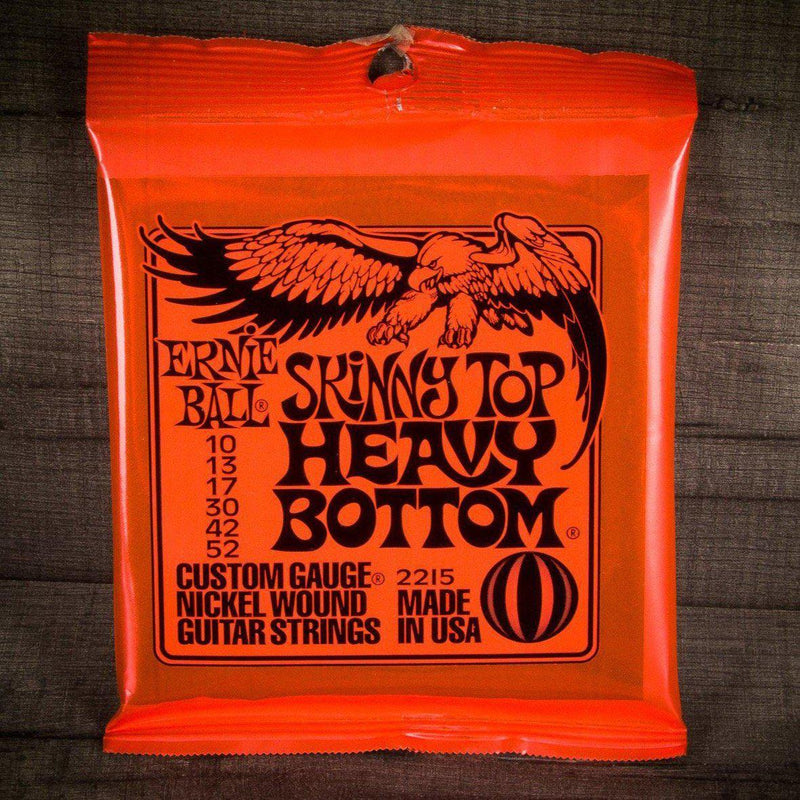 ERNiE
BALL®
SKiNNY TOP
HEAVY
BOTTOM®
10
13
17
30
42
52
CUSTOM GAUGE® 2215
NICKEL WOUND MADE
GUITAR STRINGS IN USA